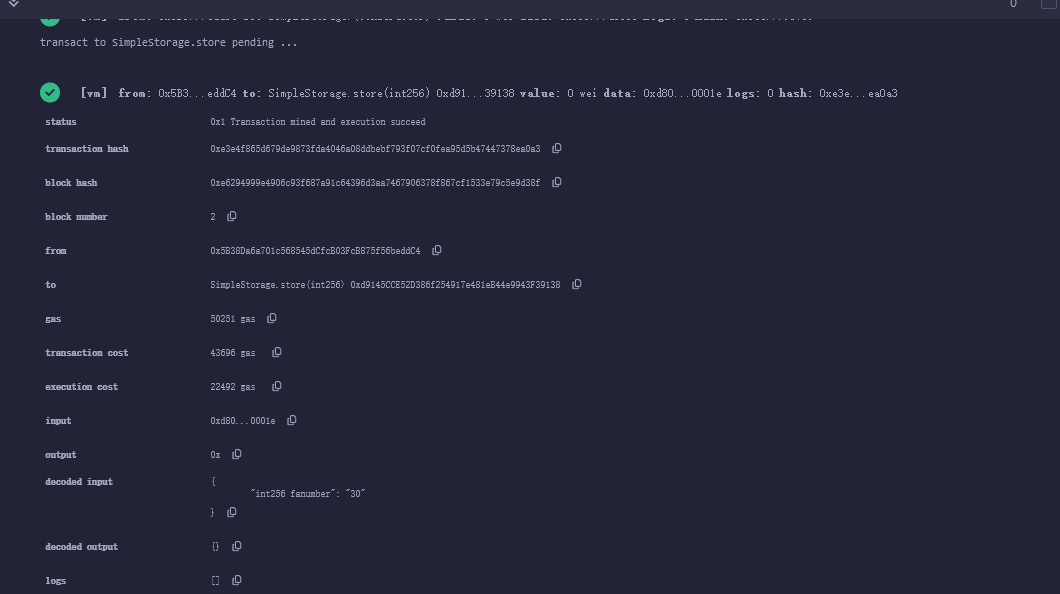 0
transact to SimpleStorage.store pending ...
[vm] from: 0x5B3...eddC4 to: SimpleStorage.store(int256) 0xd91...39138 value: 0 wei data: 0xd80...0001e logs: 0 hash: 0xe3e...ea0a3
status 0x1 Transaction mined and execution succeed
transaction hash 0xe3e4f865d679de9873fda4046a08ddbebf793f07cf0fea95d5b47447378ea0a3
block hash 0xe6294999e4906c93f687a91c64396d3aa7467906378f867cf1533e79c5e9d38f
block number 2
from 0x5B38Da6a701c568545dCfcB03FcB875f56beddC4
to SimpleStorage.store(int256) 0xd9145CCE52D386f254917e481eB44e9943F39138
gas 50251 gas
transaction cost 43696 gas
execution cost 22492 gas
input 0xd80...0001e
output 0x
decoded input {
"int256 fanumber": "30"
}
decoded output {}
logs []